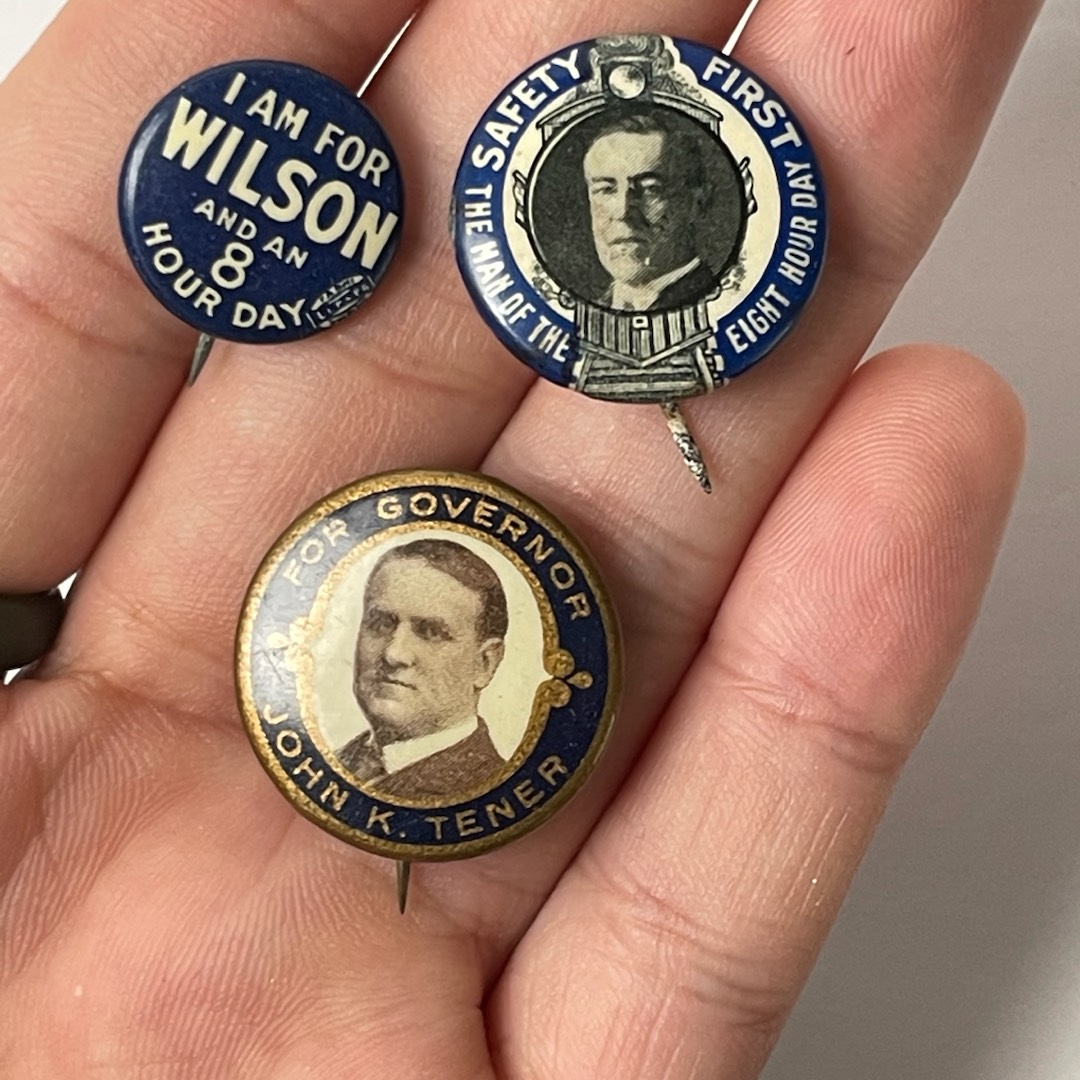 I AM FOR
WILSON
AND AN
8
HOUR DAY
SAFETY FIRST
THE MAN OF THE EIGHT HOUR DAY
FOR GOVERNOR
JOHN K. TENER